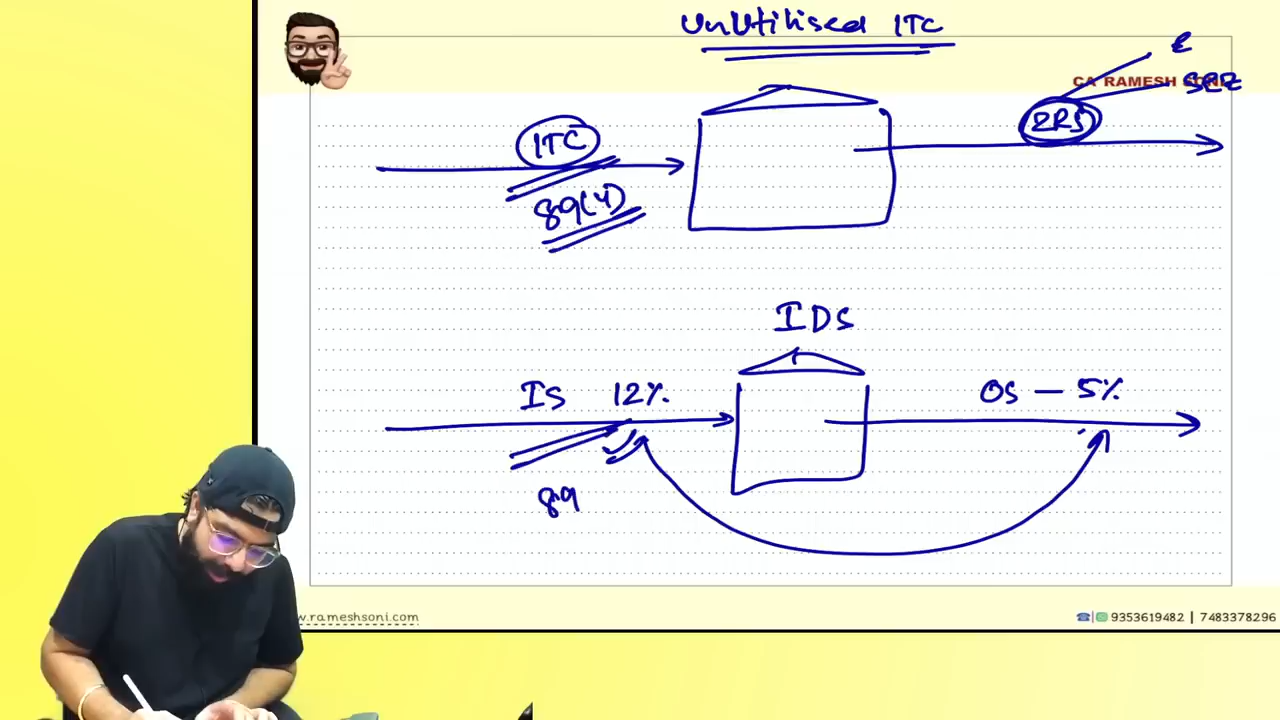 UnUtilised ITC
E
CA RAMESH SONI
SEZ
ITC
ZRS
89(4)
IDS
IS 12%
OS — 5%
89
w.rameshsoni.com
9353619482 | 7483378296